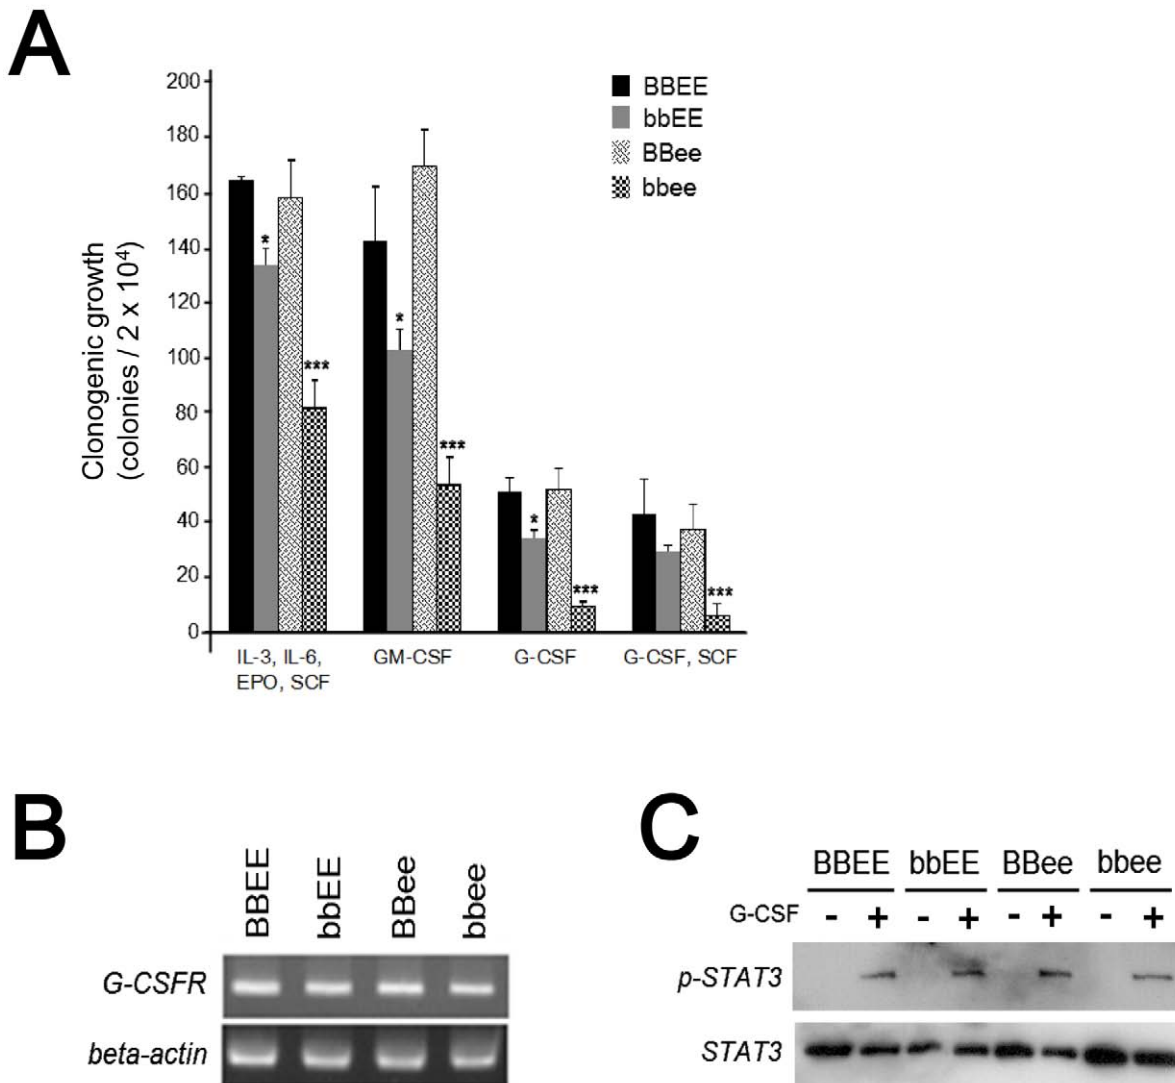 A
200
180
160
140
120
100
80
60
40
20
0
Clonogenic growth
(colonies / 2 x 10⁴)
BBEE
bbEE
BBee
bbee
*
***
*
***
*
***
***
IL-3, IL-6,
EPO, SCF
GM-CSF
G-CSF
G-CSF, SCF
B
BBEE bbEE BBee bbee
G-CSFR
beta-actin
C
BBEE bbEE BBee bbee
G-CSF - + - + - + - +
p-STAT3
STAT3